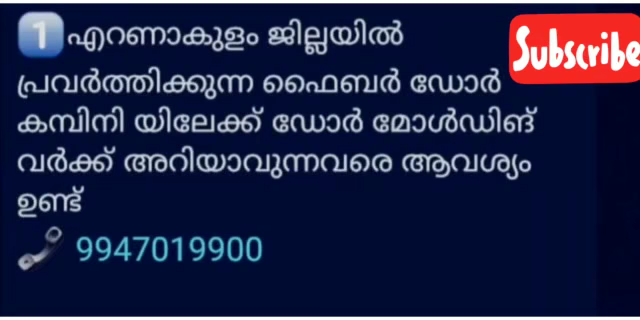 1 എറണാകുളം ജില്ലയിൽ
Subscribe
പ്രവർത്തിക്കുന്ന ഫൈബർ ഡോർ
കമ്പിനി യിലേക്ക് ഡോർ മോൾഡിങ്
വർക്ക് അറിയാവുന്നവരെ ആവശ്യം
ഉണ്ട്
9947019900